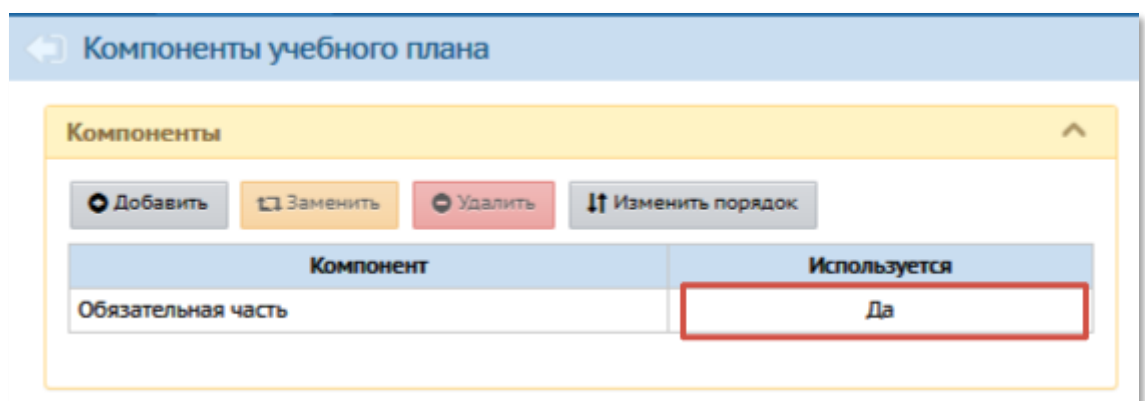 Компоненты учебного плана
Компоненты
Добавить Заменить Удалить Изменить порядок
Компонент Используется
Обязательная часть Да